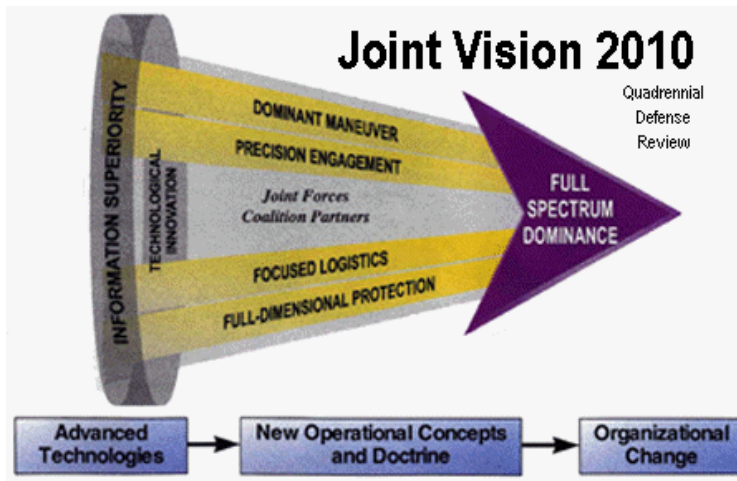 Joint Vision 2010
Quadrennial
Defense
Review
INFORMATION SUPERIORITY
TECHNOLOGICAL
INNOVATION
DOMINANT MANEUVER
PRECISION ENGAGEMENT
Joint Forces
Coalition Partners
FOCUSED LOGISTICS
FULL-DIMENSIONAL PROTECTION
FULL
SPECTRUM
DOMINANCE
Advanced
Technologies
New Operational Concepts
and Doctrine
Organizational
Change